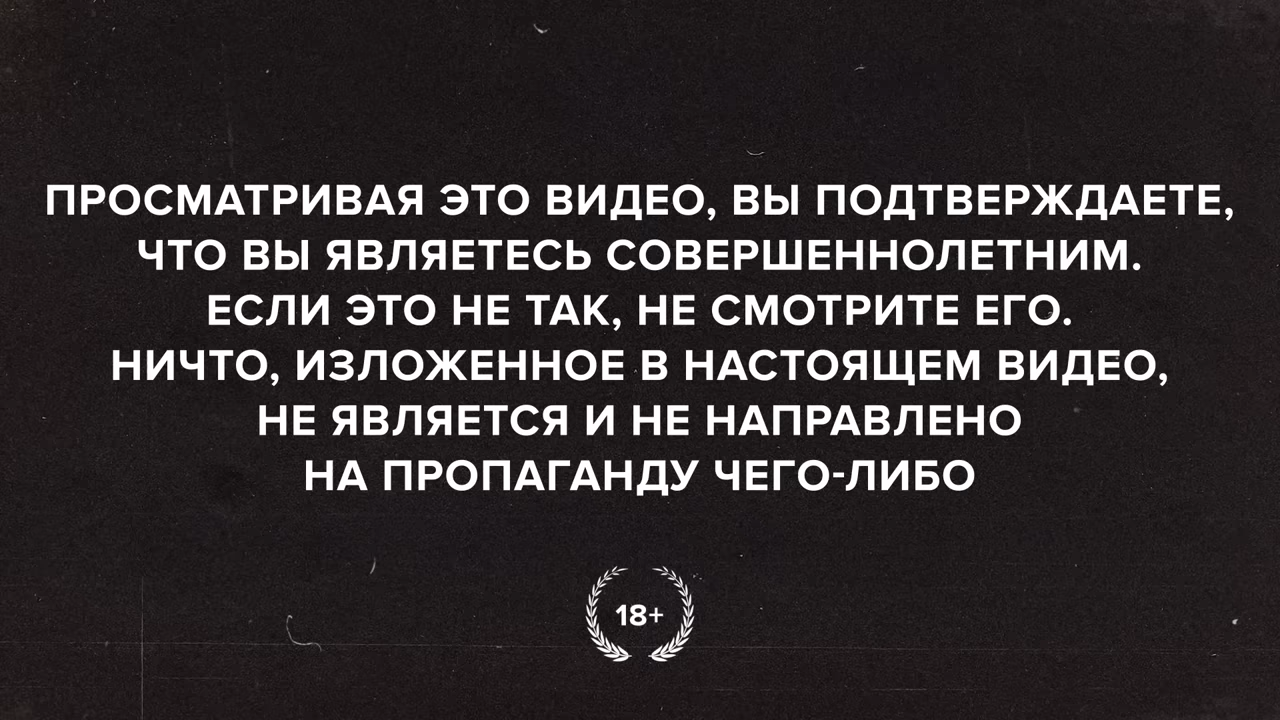 ПРОСМАТРИВАЯ ЭТО ВИДЕО, ВЫ ПОДТВЕРЖДАЕТЕ,
ЧТО ВЫ ЯВЛЯЕТЕСЬ СОВЕРШЕННОЛЕТНИМ.
ЕСЛИ ЭТО НЕ ТАК, НЕ СМОТРИТЕ ЕГО.
НИЧТО, ИЗЛОЖЕННОЕ В НАСТОЯЩЕМ ВИДЕО,
НЕ ЯВЛЯЕТСЯ И НЕ НАПРАВЛЕНО
НА ПРОПАГАНДУ ЧЕГО-ЛИБО
18+